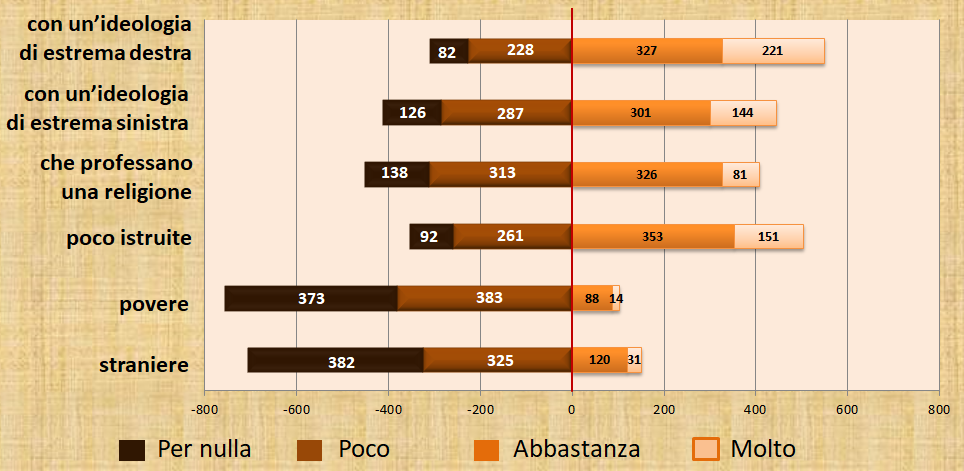 con un’ideologia
di estrema destra
82 228 327 221
con un’ideologia
di estrema sinistra
126 287 301 144
che professano
una religione
138 313 326 81
poco istruite
92 261 353 151
povere
373 383 88 14
straniere
382 325 120 31
-800 -600 -400 -200 0 200 400 600 800
Per nulla Poco Abbastanza Molto